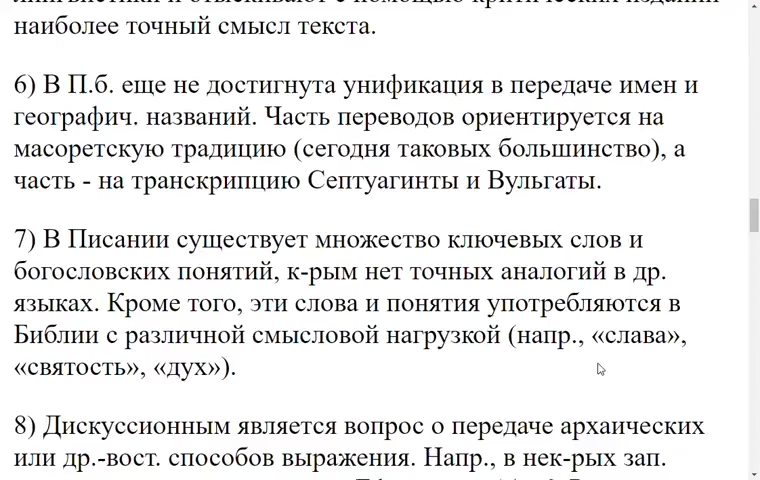 наиболее точный смысл текста.
6) В П.б. еще не достигнута унификация в передаче имен и
географич. названий. Часть переводов ориентируется на
масоретскую традицию (сегодня таковых большинство), а
часть - на транскрипцию Септуагинты и Вульгаты.
7) В Писании существует множество ключевых слов и
богословских понятий, к-рым нет точных аналогий в др.
языках. Кроме того, эти слова и понятия употребляются в
Библии с различной смысловой нагрузкой (напр., «слава»,
«святость», «дух»).
8) Дискуссионным является вопрос о передаче архаических
или др.-вост. способов выражения. Напр., в нек-рых зап.